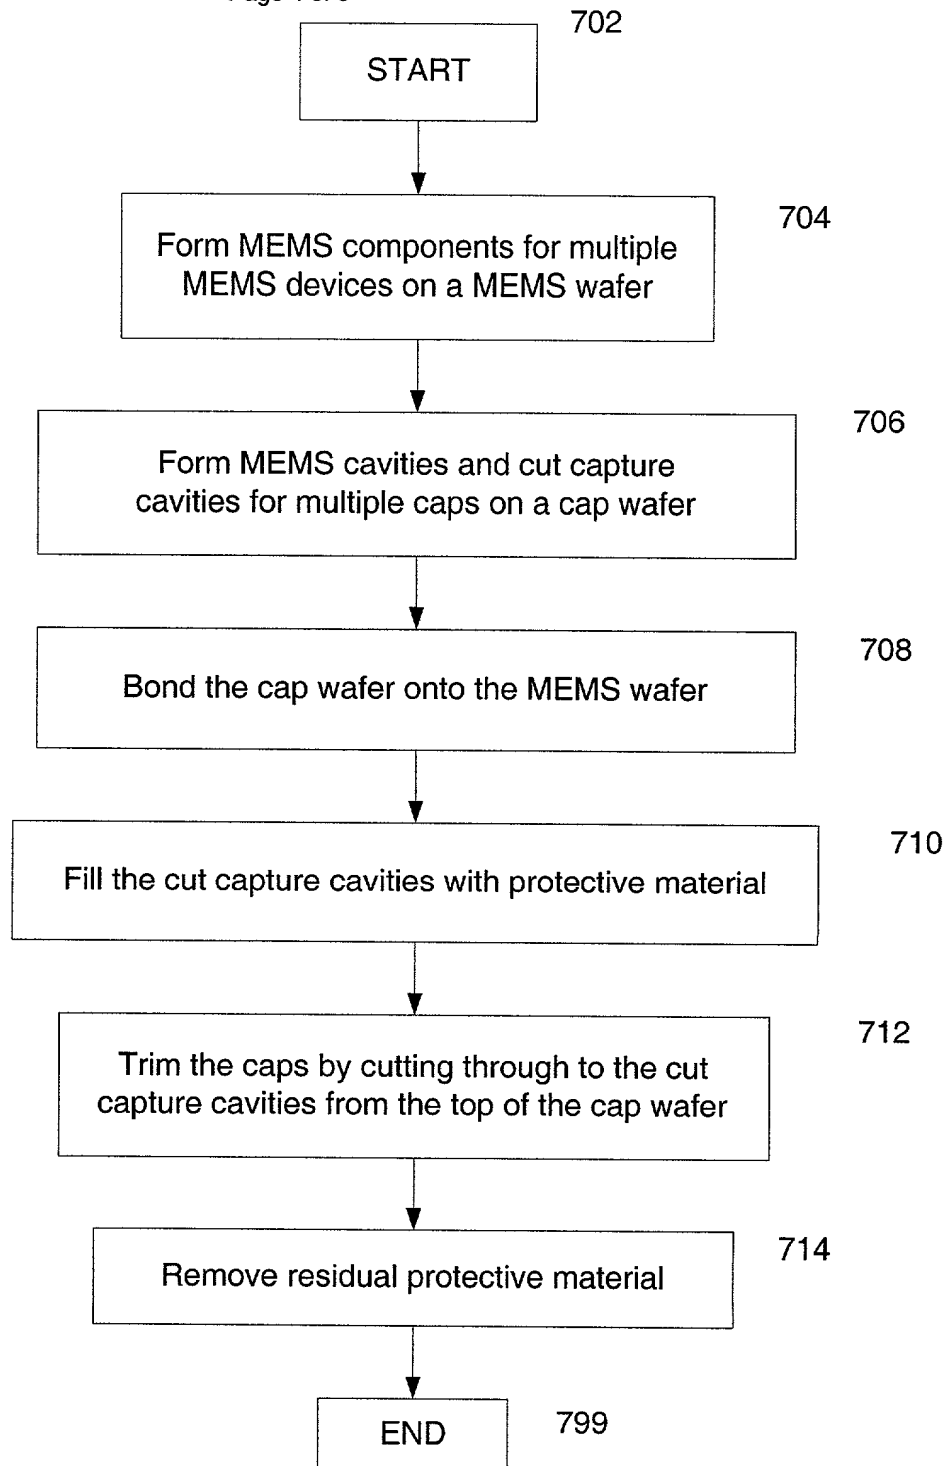 702
START
704
Form MEMS components for multiple
MEMS devices on a MEMS wafer
706
Form MEMS cavities and cut capture
cavities for multiple caps on a cap wafer
708
Bond the cap wafer onto the MEMS wafer
710
Fill the cut capture cavities with protective material
712
Trim the caps by cutting through to the cut
capture cavities from the top of the cap wafer
714
Remove residual protective material
799
END